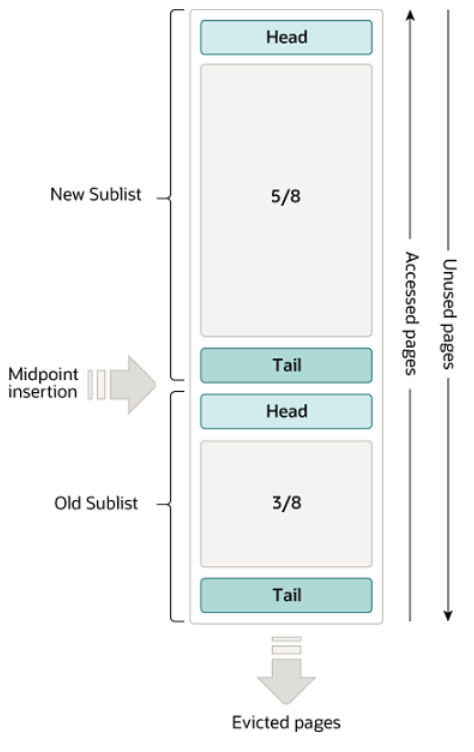 Head
New Sublist
5/8
Accessed pages
Unused pages
Tail
Midpoint
insertion
Head
Old Sublist
3/8
Tail
Evicted pages